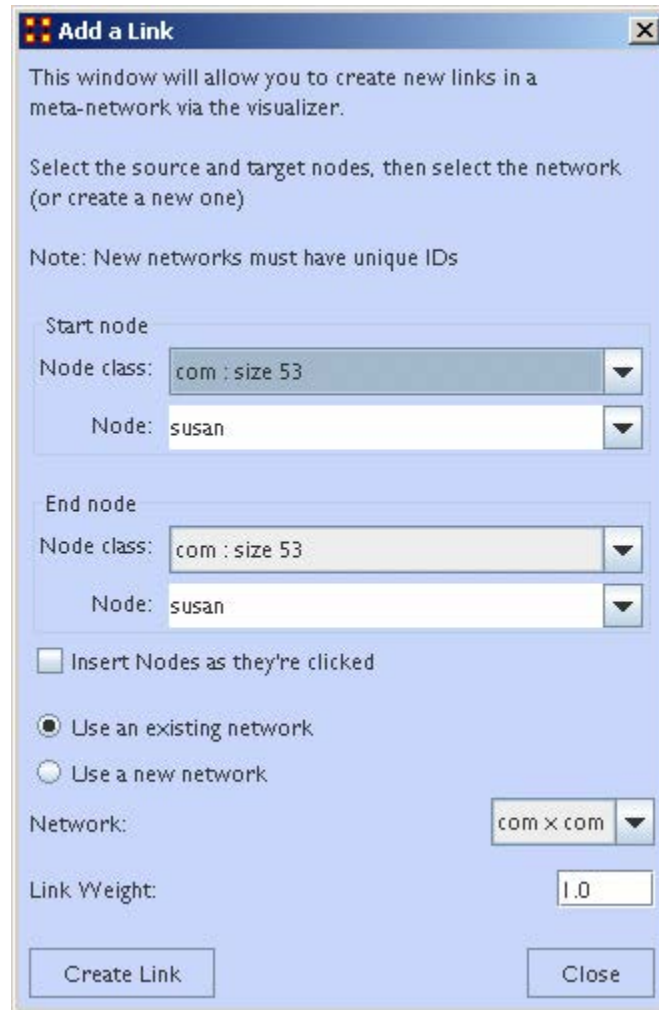 Add a Link
This window will allow you to create new links in a
meta-network via the visualizer.
Select the source and target nodes, then select the network
(or create a new one)
Note: New networks must have unique IDs
Start node
Node class: com : size 53
Node: susan
End node
Node class: com : size 53
Node: susan
Insert Nodes as they're clicked
Use an existing network
Use a new network
Network: com x com
Link Weight: 1.0
Create Link Close